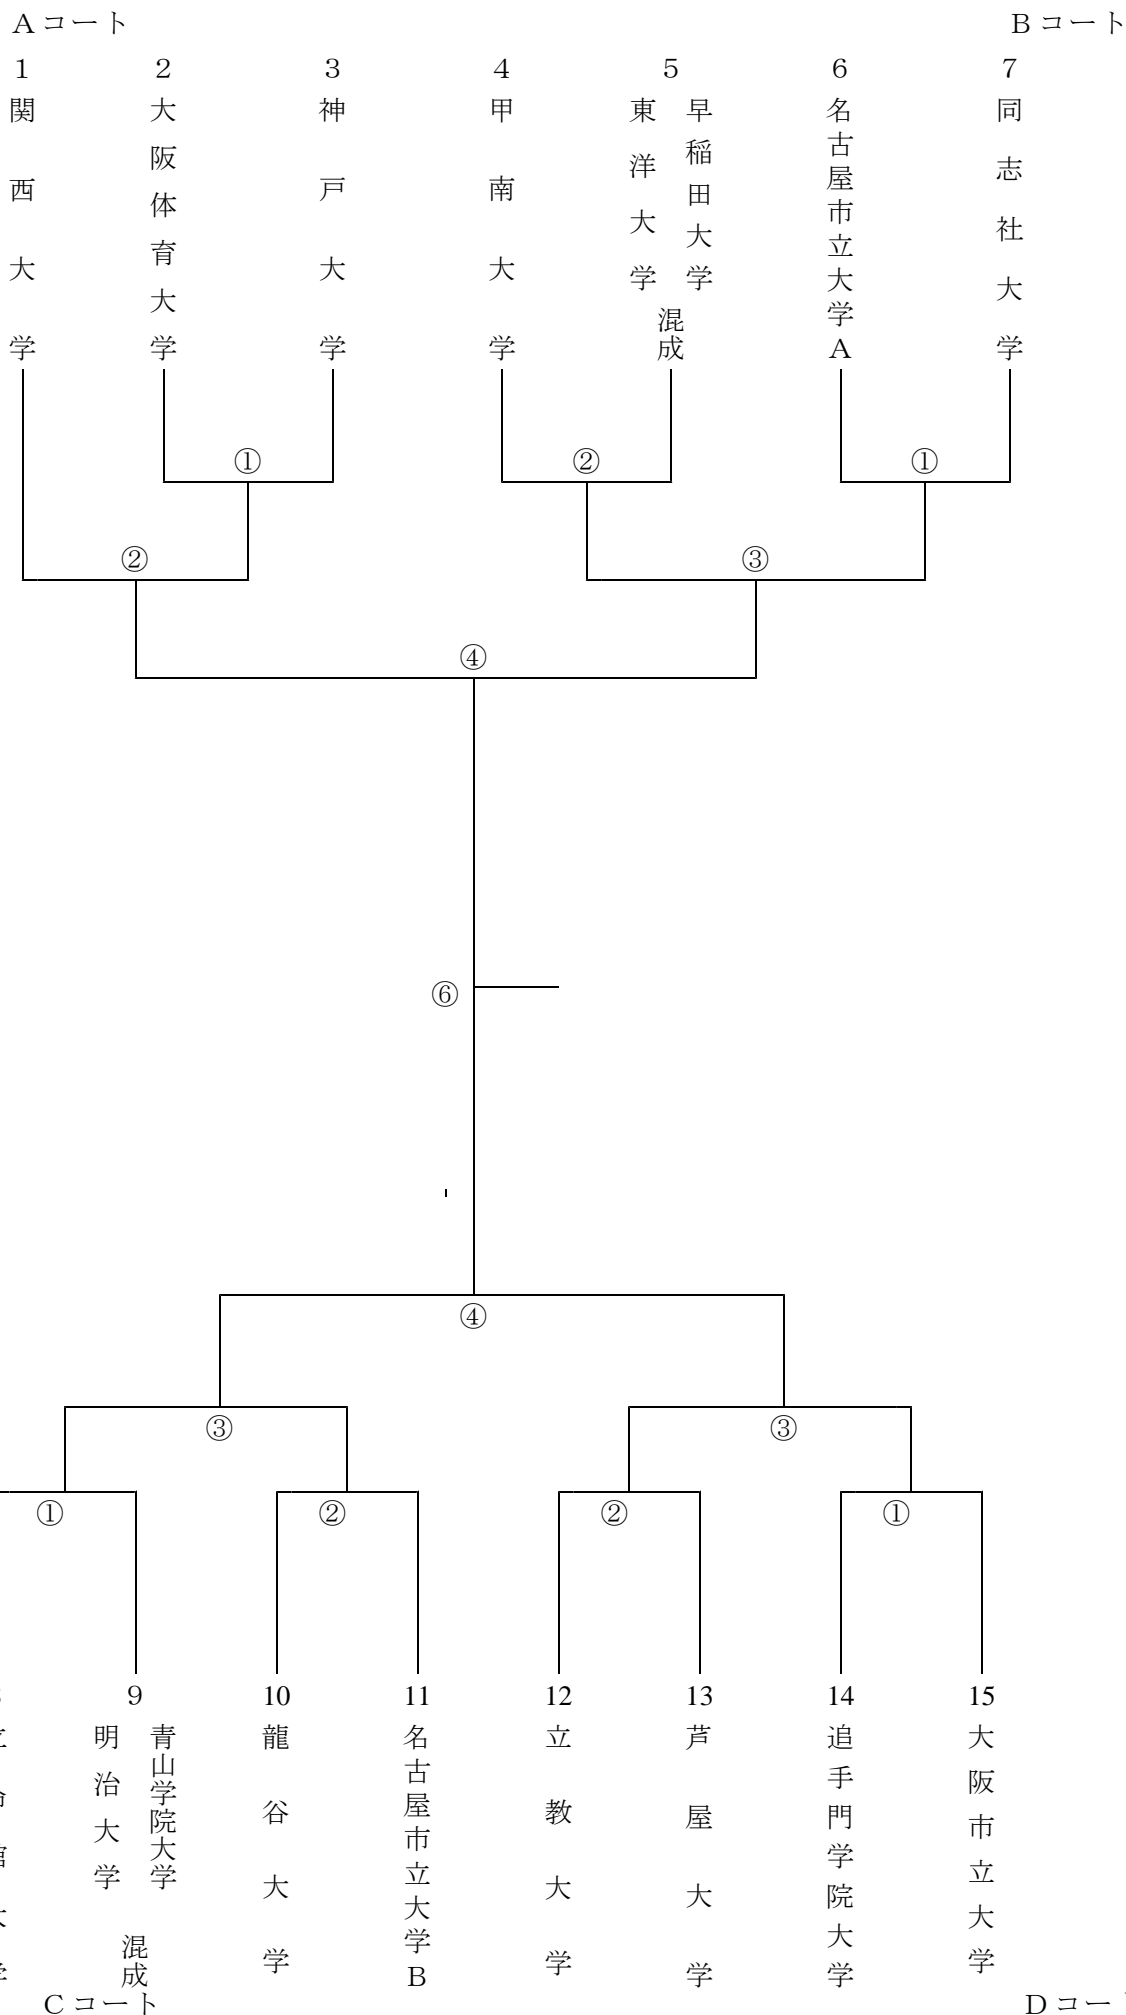 Aコート
Bコート
1
2
3
4
5
6
7
関西大学
大阪体育大学
神戸大学
甲南大学
早稲田大学
東洋大学
混成
名古屋市立大学A
同志社大学
①
②
①
②
③
④
⑥
④
③
③
①
②
②
①
9
10
11
12
13
14
15
青山学院大学
明治大学
混成
龍谷大学
名古屋市立大学B
立教大学
芦屋大学
追手門学院大学
大阪市立大学
Cコート
Dコー